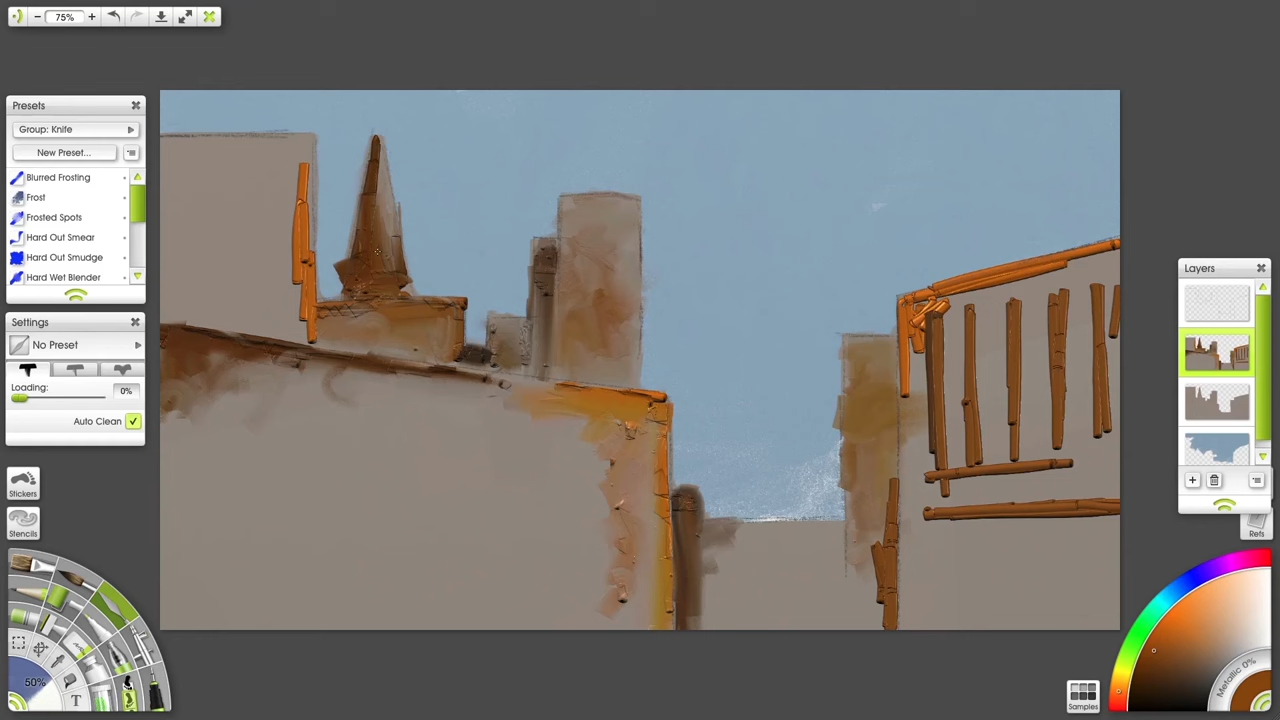 75%
Presets
Group: Knife
New Preset...
Blurred Frosting
Frost
Frosted Spots
Hard Out Smear
Hard Out Smudge
Hard Wet Blender
Settings
No Preset
Loading:
0%
Auto Clean
Stickers
Stencils
50%
T
Layers
Refs
Metallic 0%
Samples